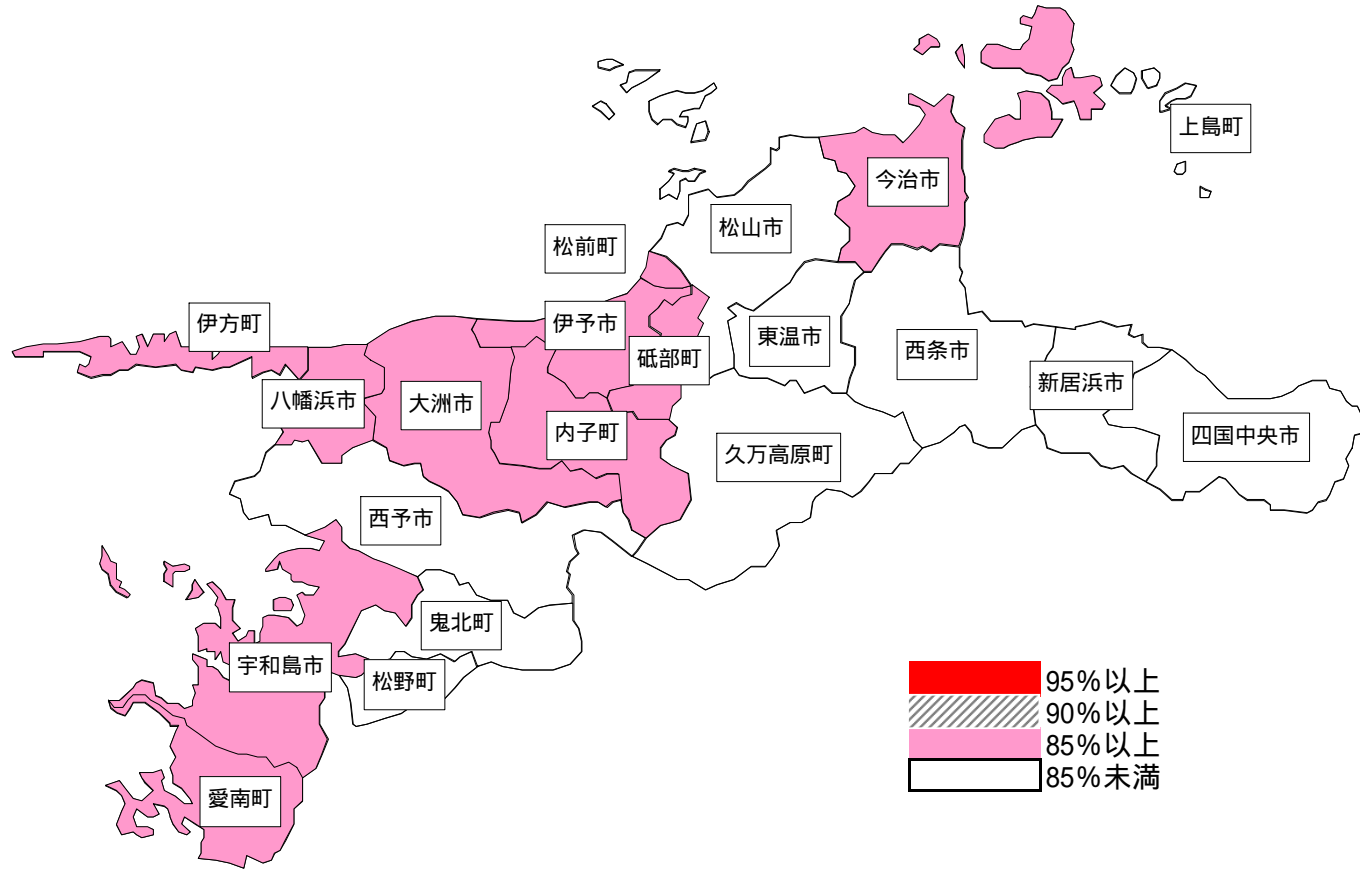 上島町
今治市
松山市
松前町
伊方町
伊予市
東温市
西条市
砥部町
新居浜市
八幡浜市
大洲市
内子町
四国中央市
久万高原町
西予市
鬼北町
宇和島市
松野町
愛南町
95%以上
90%以上
85%以上
85%未満